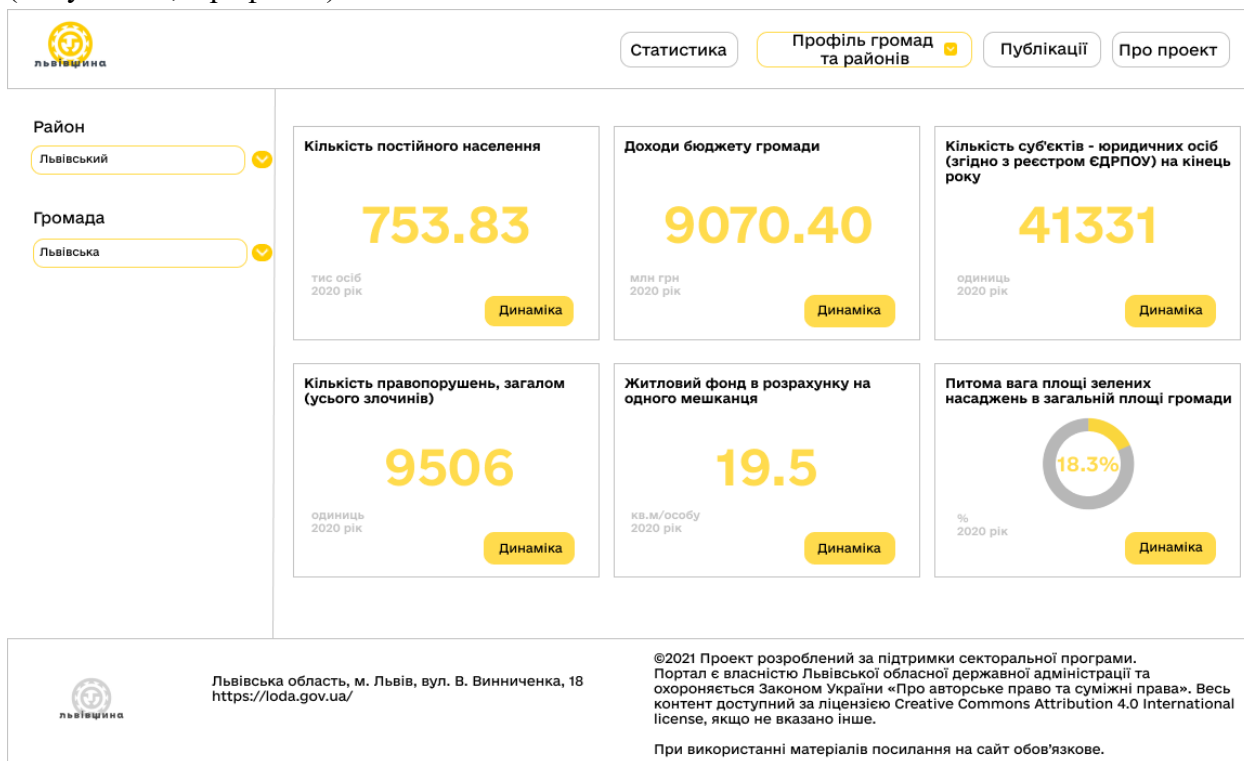 львівщина
Статистика
Профіль громад
та районів
Публікації
Про проект
Район
Львівський
Громада
Львівська
Кількість постійного населення
753.83
тис осіб
2020 рік
Динаміка
Доходи бюджету громади
9070.40
млн грн
2020 рік
Динаміка
Кількість суб'єктів - юридичних осіб
(згідно з реєстром ЄДРПОУ) на кінець
року
41331
одиниць
2020 рік
Динаміка
Кількість правопорушень, загалом
(усього злочинів)
9506
одиниць
2020 рік
Динаміка
Житловий фонд в розрахунку на
одного мешканця
19.5
кв.м/особу
2020 рік
Динаміка
Питома вага площі зелених
насаджень в загальній площі громади
18.3%
%
2020 рік
Динаміка
львівщина
Львівська область, м. Львів, вул. В. Винниченка, 18
https://loda.gov.ua/
©2021 Проект розроблений за підтримки секторальної програми.
Портал є власністю Львівської обласної державної адміністрації та
охороняється Законом України «Про авторське право та суміжні права». Весь
контент доступний за ліцензією Creative Commons Attribution 4.0 International
license, якщо не вказано інше.
При використанні матеріалів посилання на сайт обов'язкове.